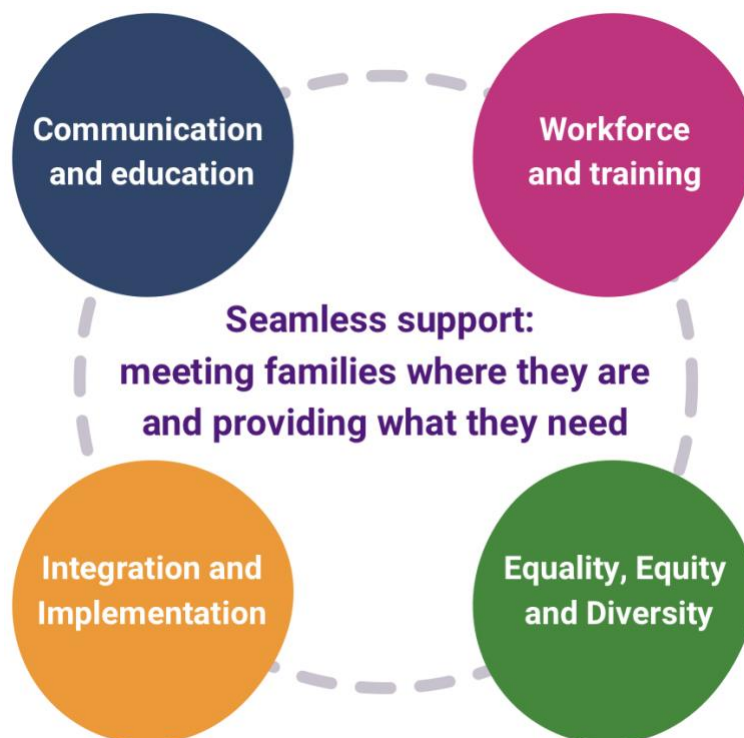 Communication
and education
Workforce
and training
Seamless support:
meeting families where they are
and providing what they need
Integration and
Implementation
Equality, Equity
and Diversity